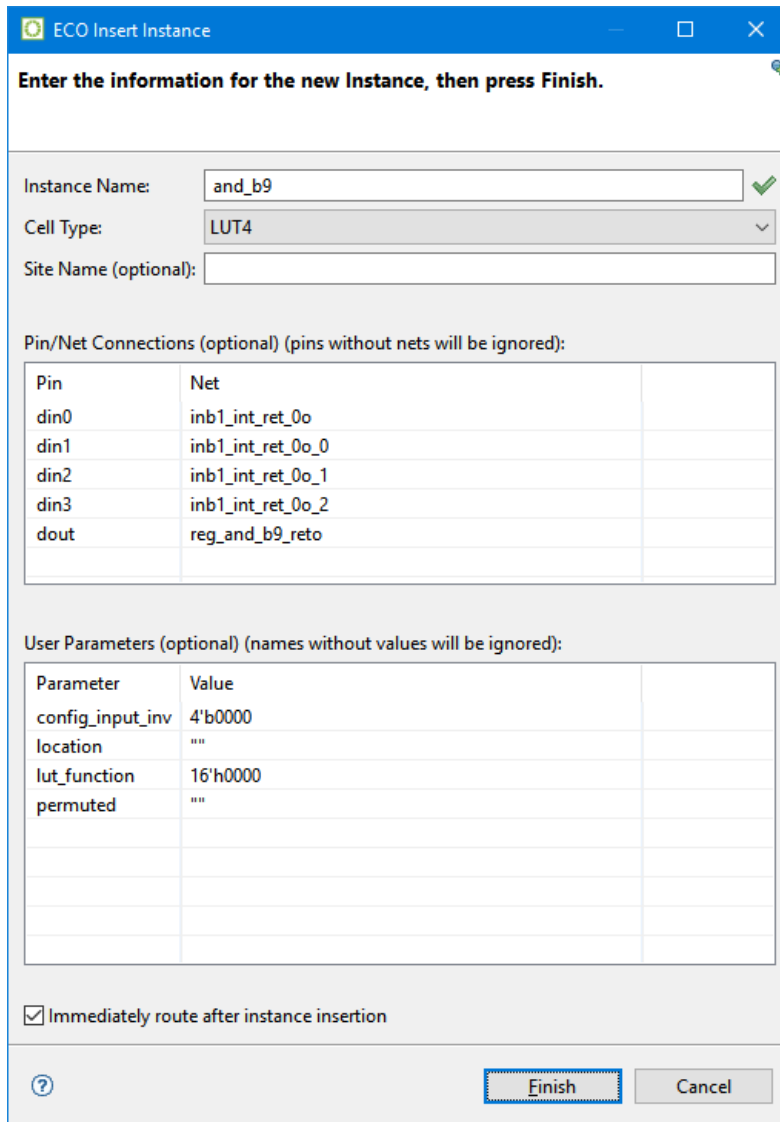 ECO Insert Instance
Enter the information for the new Instance, then press Finish.
Instance Name: and_b9
Cell Type: LUT4
Site Name (optional):
Pin/Net Connections (optional) (pins without nets will be ignored):
Pin Net
din0 inb1_int_ret_0o
din1 inb1_int_ret_0o_0
din2 inb1_int_ret_0o_1
din3 inb1_int_ret_0o_2
dout reg_and_b9_reto
User Parameters (optional) (names without values will be ignored):
Parameter Value
config_input_inv 4'b0000
location ""
lut_function 16'h0000
permuted ""
Immediately route after instance insertion
? Finish Cancel